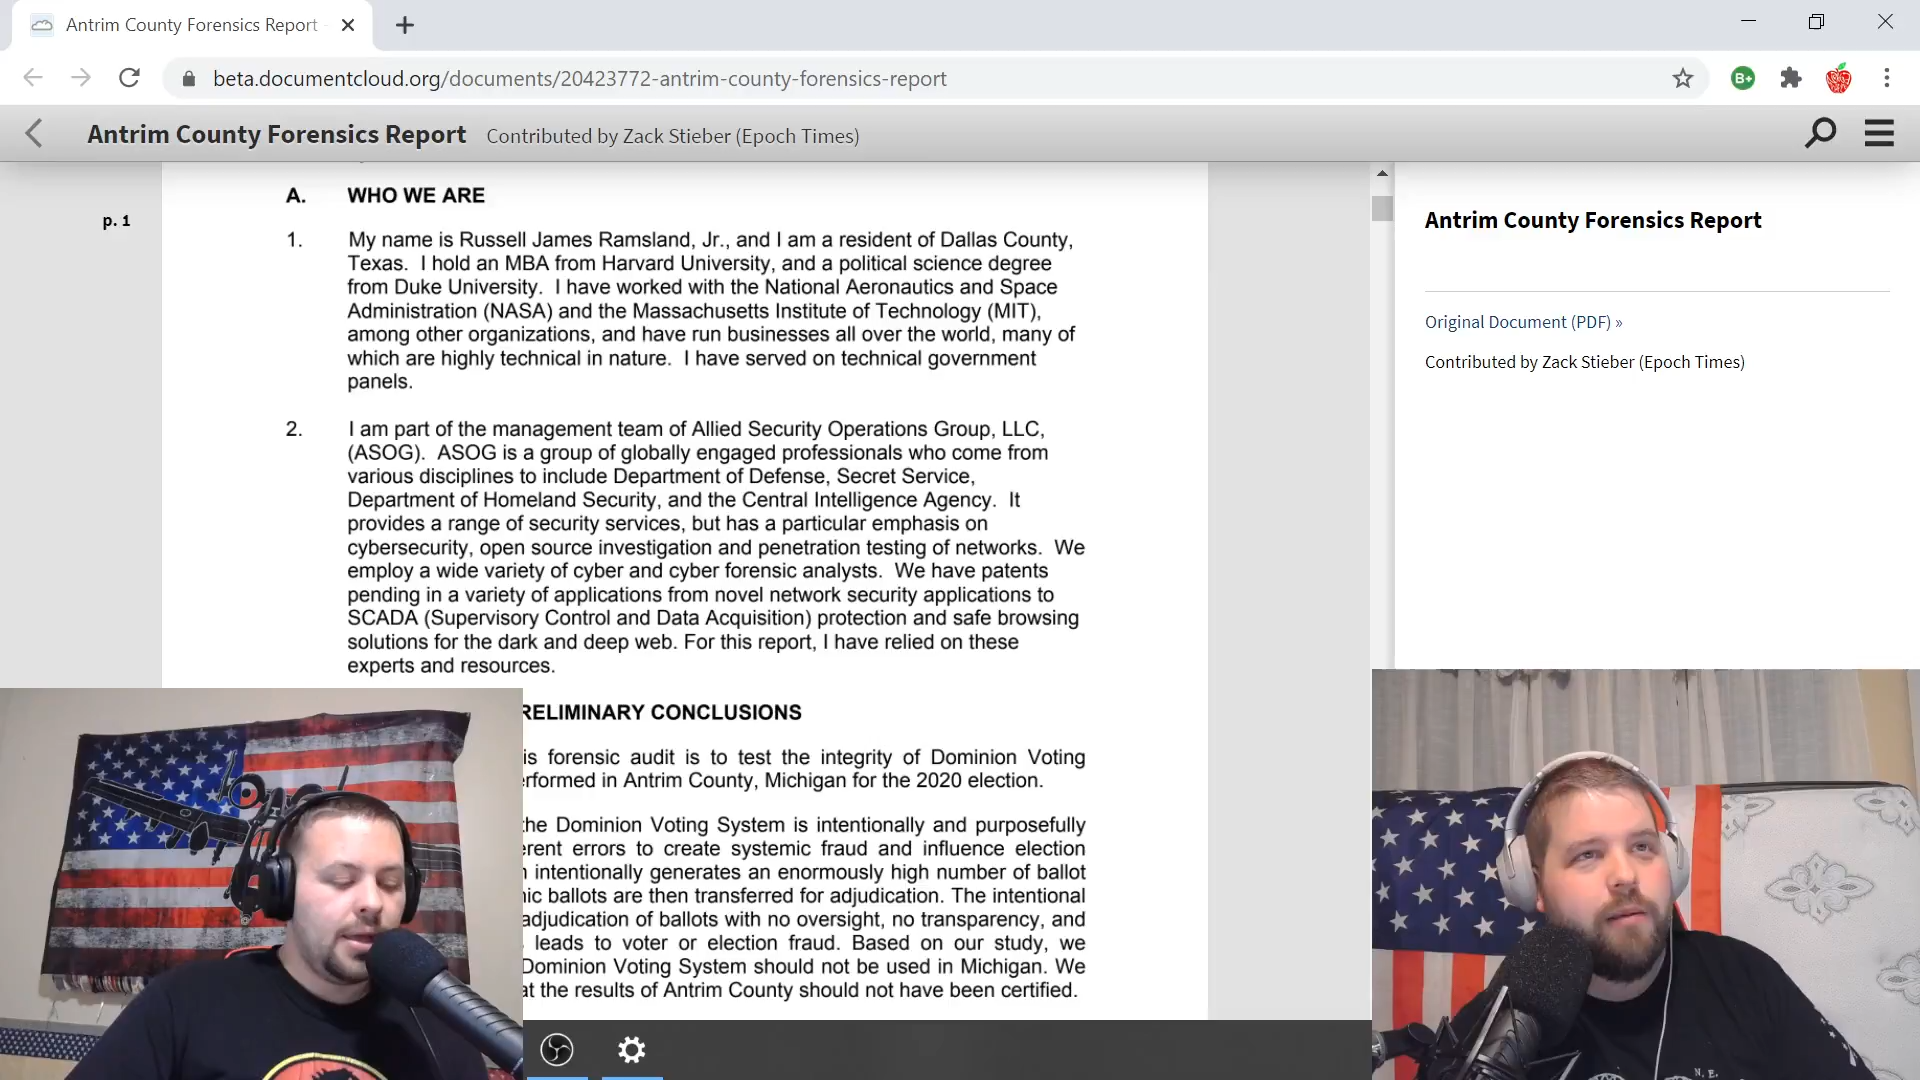 Antrim County Forensics Report
beta.documentcloud.org/documents/20423772-antrim-county-forensics-report
B+
Antrim County Forensics Report Contributed by Zack Stieber (Epoch Times)
p. 1
A. WHO WE ARE
1. My name is Russell James Ramsland, Jr., and I am a resident of Dallas County,
Texas. I hold an MBA from Harvard University, and a political science degree
from Duke University. I have worked with the National Aeronautics and Space
Administration (NASA) and the Massachusetts Institute of Technology (MIT),
among other organizations, and have run businesses all over the world, many of
which are highly technical in nature. I have served on technical government
panels.
2. I am part of the management team of Allied Security Operations Group, LLC,
(ASOG). ASOG is a group of globally engaged professionals who come from
various disciplines to include Department of Defense, Secret Service,
Department of Homeland Security, and the Central Intelligence Agency. It
provides a range of security services, but has a particular emphasis on
cybersecurity, open source investigation and penetration testing of networks. We
employ a wide variety of cyber and cyber forensic analysts. We have patents
pending in a variety of applications from novel network security applications to
SCADA (Supervisory Control and Data Acquisition) protection and safe browsing
solutions for the dark and deep web. For this report, I have relied on these
experts and resources.
RELIMINARY CONCLUSIONS
is forensic audit is to test the integrity of Dominion Voting
erformed in Antrim County, Michigan for the 2020 election.
the Dominion Voting System is intentionally and purposefully
erent errors to create systemic fraud and influence election
intentionally generates an enormously high number of ballot
nic ballots are then transferred for adjudication. The intentional
adjudication of ballots with no oversight, no transparency, and
leads to voter or election fraud. Based on our study, we
Dominion Voting System should not be used in Michigan. We
at the results of Antrim County should not have been certified.
Antrim County Forensics Report
Original Document (PDF) »
Contributed by Zack Stieber (Epoch Times)
N.E.